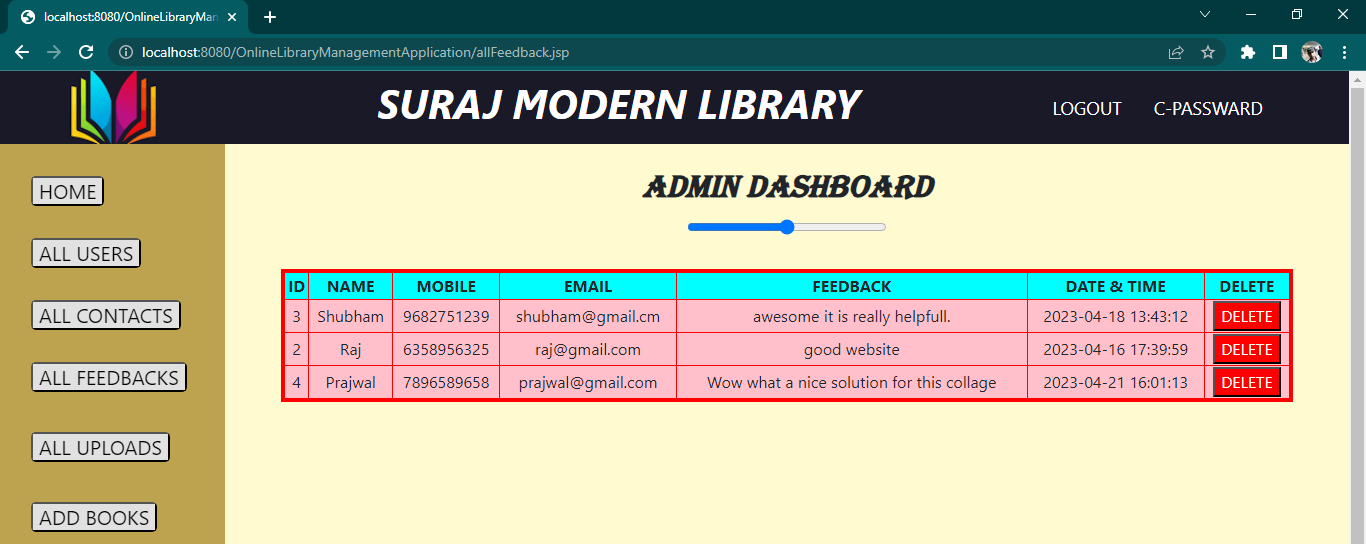 localhost:8080/OnlineLibraryMan
localhost:8080/OnlineLibraryManagementApplication/allFeedback.jsp
SURAJ MODERN LIBRARY
LOGOUT C-PASSWARD
HOME
ALL USERS
ALL CONTACTS
ALL FEEDBACKS
ALL UPLOADS
ADD BOOKS
ADMIN DASHBOARD
ID NAME MOBILE EMAIL FEEDBACK DATE & TIME DELETE
3 Shubham 9682751239 shubham@gmail.cm awesome it is really helpfull. 2023-04-18 13:43:12 DELETE
2 Raj 6358956325 raj@gmail.com good website 2023-04-16 17:39:59 DELETE
4 Prajwal 7896589658 prajwal@gmail.com Wow what a nice solution for this collage 2023-04-21 16:01:13 DELETE